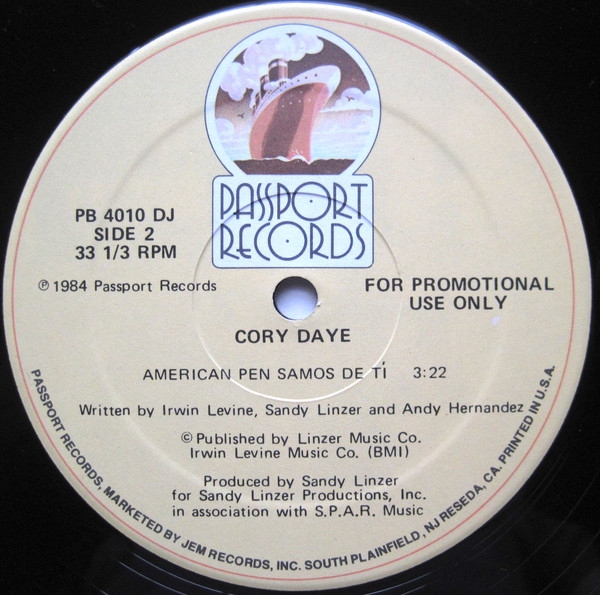 PASSPORT
RECORDS
PB 4010 DJ
SIDE 2
33 1/3 RPM
℗ 1984 Passport Records
FOR PROMOTIONAL
USE ONLY
CORY DAYE
AMERICAN PEN SAMOS DE TÍ 3:22
Written by Irwin Levine, Sandy Linzer and Andy Hernandez
© Published by Linzer Music Co.
Irwin Levine Music Co. (BMI)
Produced by Sandy Linzer
for Sandy Linzer Productions, Inc.
in association with S.P.A.R. Music
PASSPORT RECORDS, MARKETED BY JEM RECORDS, INC. SOUTH PLAINFIELD, NJ RESEDA, CA. PRINTED IN U.S.A.